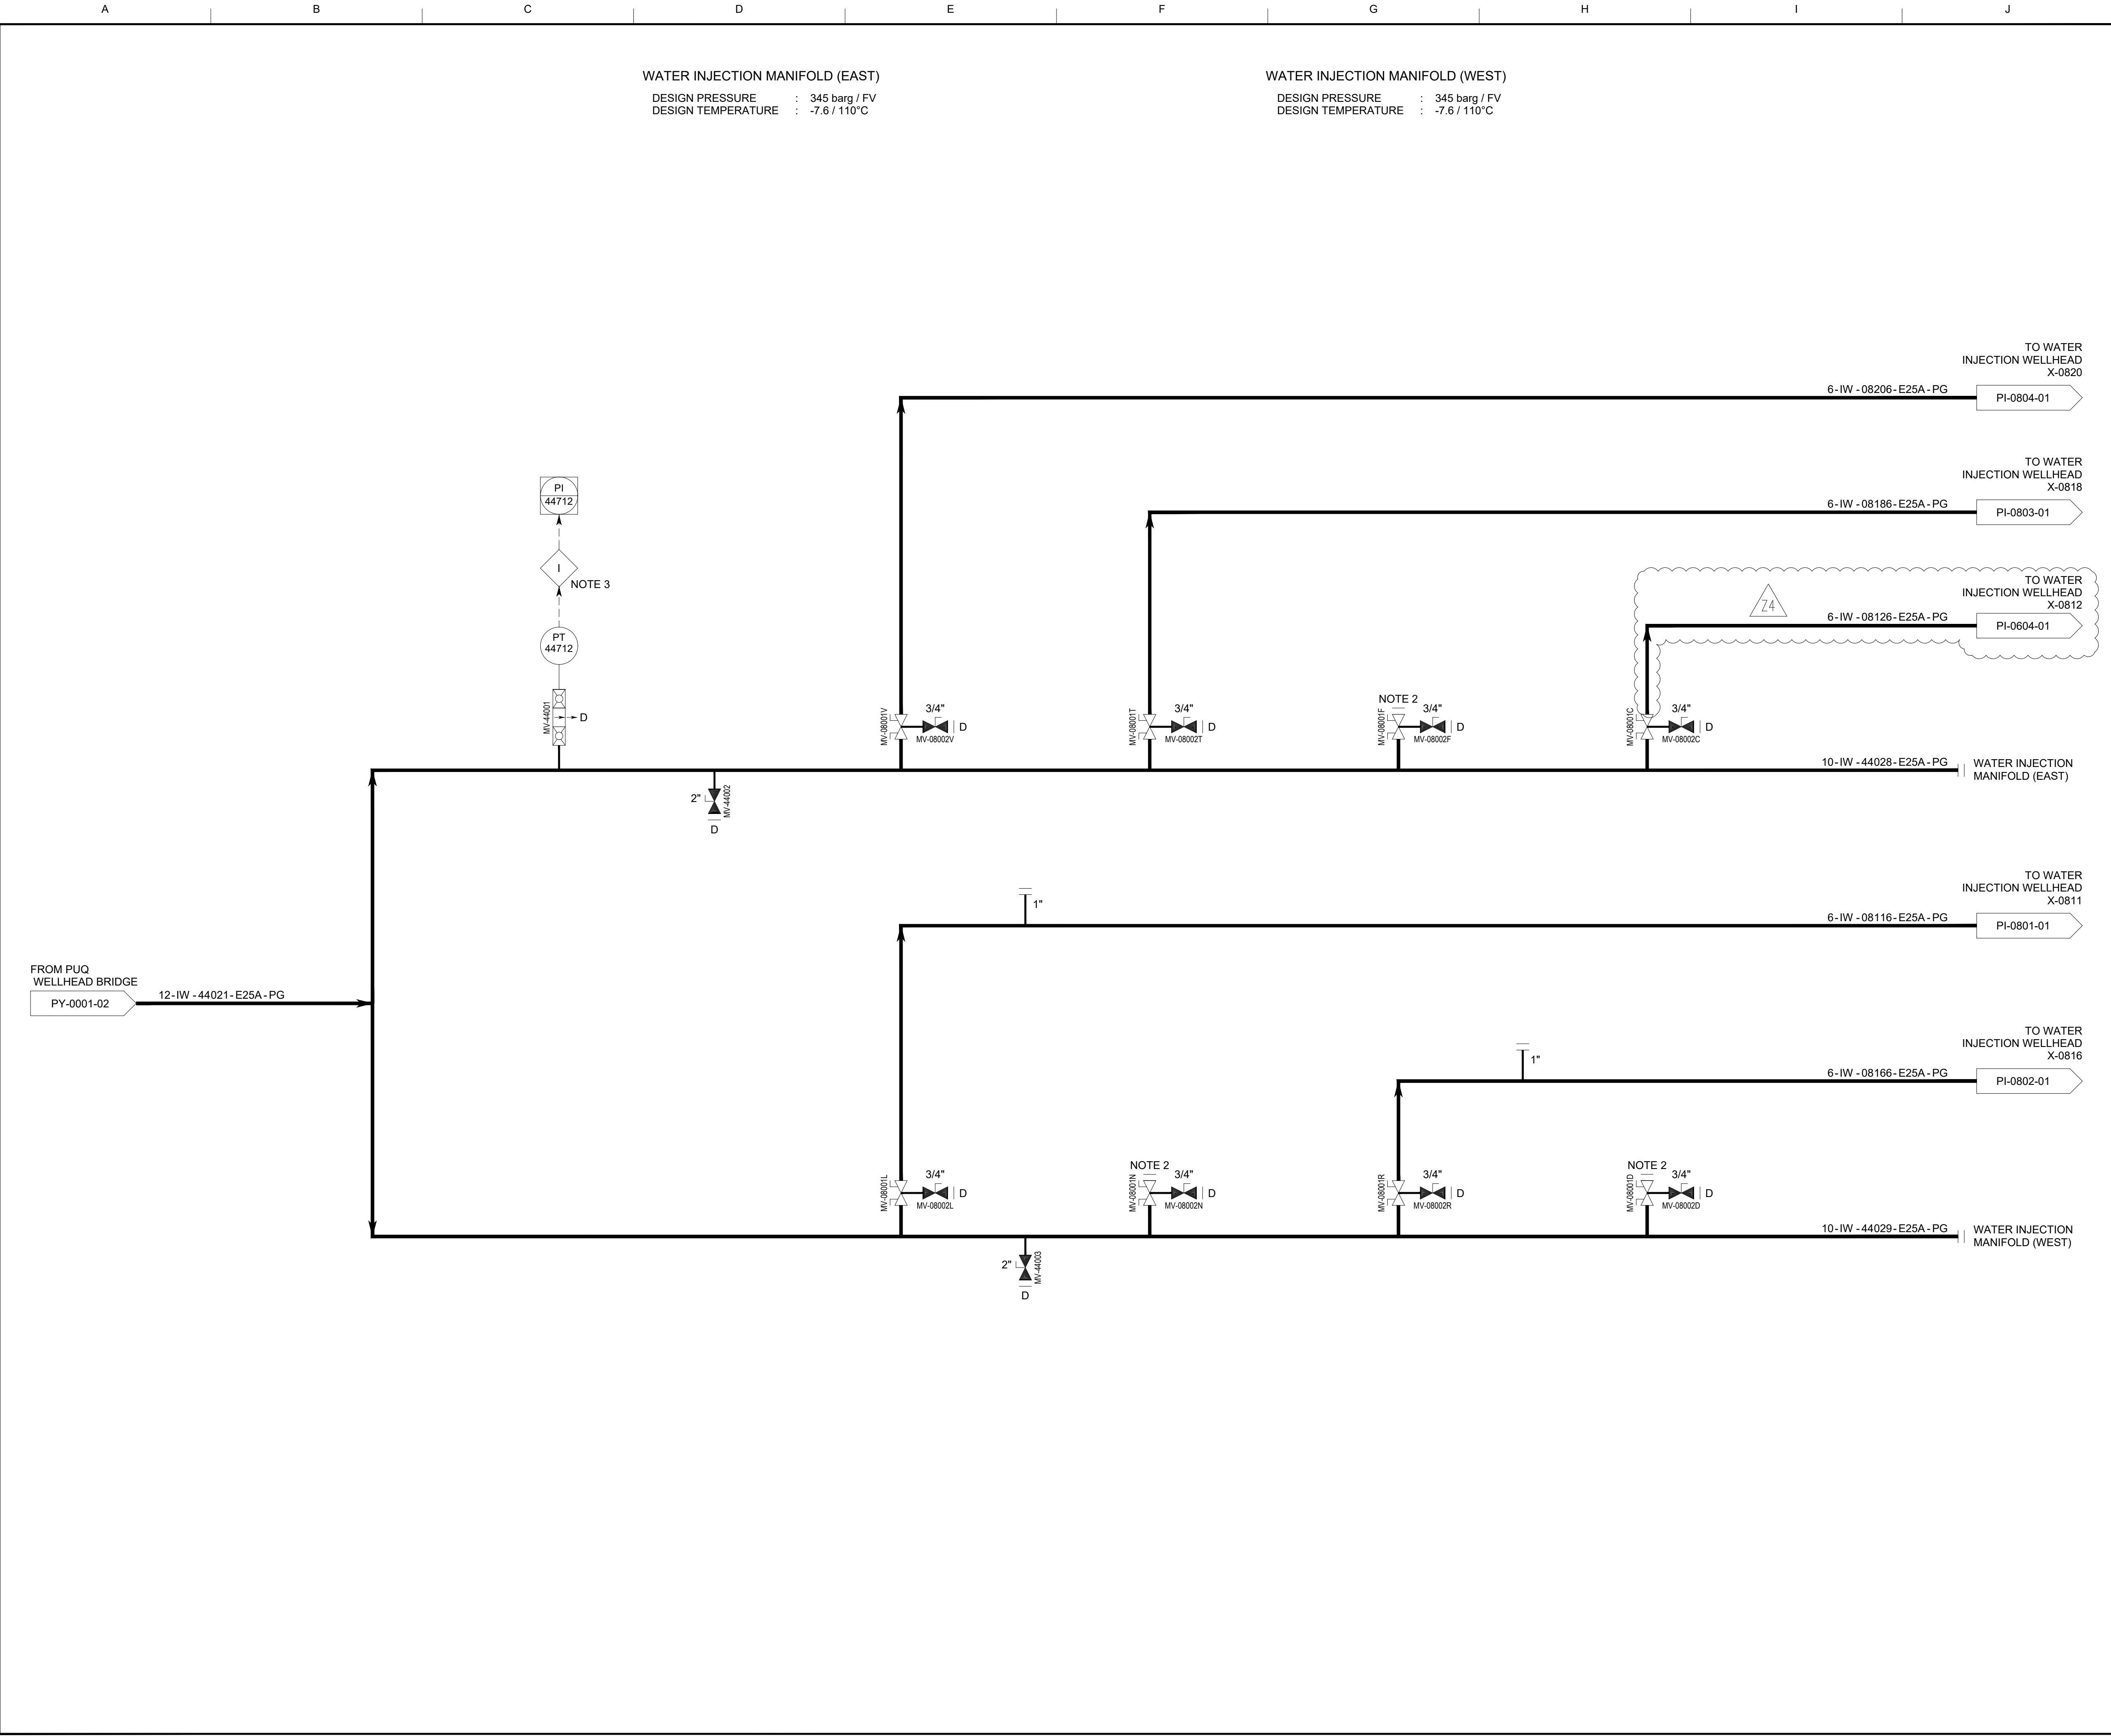 A
B
C
D
E
F
G
H
I
J
WATER INJECTION MANIFOLD (EAST)
DESIGN PRESSURE : 345 barg / FV
DESIGN TEMPERATURE : -7.6 / 110°C
WATER INJECTION MANIFOLD (WEST)
DESIGN PRESSURE : 345 barg / FV
DESIGN TEMPERATURE : -7.6 / 110°C
TO WATER
INJECTION WELLHEAD
X-0820
6-IW-08206-E25A-PG
PI-0804-01
TO WATER
INJECTION WELLHEAD
X-0818
6-IW-08186-E25A-PG
PI-0803-01
PI
44712
I
NOTE 3
PT
44712
MV-44001
D
TO WATER
INJECTION WELLHEAD
X-0812
Z4
6-IW-08126-E25A-PG
PI-0604-01
MV-08001V
3/4"
D
MV-08002V
MV-08001T
3/4"
D
MV-08002T
NOTE 2
MV-08001F
3/4"
D
MV-08002F
MV-08001C
3/4"
D
MV-08002C
10-IW-44028-E25A-PG
WATER INJECTION
MANIFOLD (EAST)
2"
MV-44002
D
1"
TO WATER
INJECTION WELLHEAD
X-0811
6-IW-08116-E25A-PG
PI-0801-01
FROM PUQ
WELLHEAD BRIDGE
PY-0001-02
12-IW-44021-E25A-PG
1"
TO WATER
INJECTION WELLHEAD
X-0816
6-IW-08166-E25A-PG
PI-0802-01
MV-08001L
3/4"
D
MV-08002L
NOTE 2
MV-08001N
3/4"
D
MV-08002N
MV-08001R
3/4"
D
MV-08002R
NOTE 2
MV-08001D
3/4"
D
MV-08002D
10-IW-44029-E25A-PG
WATER INJECTION
MANIFOLD (WEST)
2"
MV-44003
D